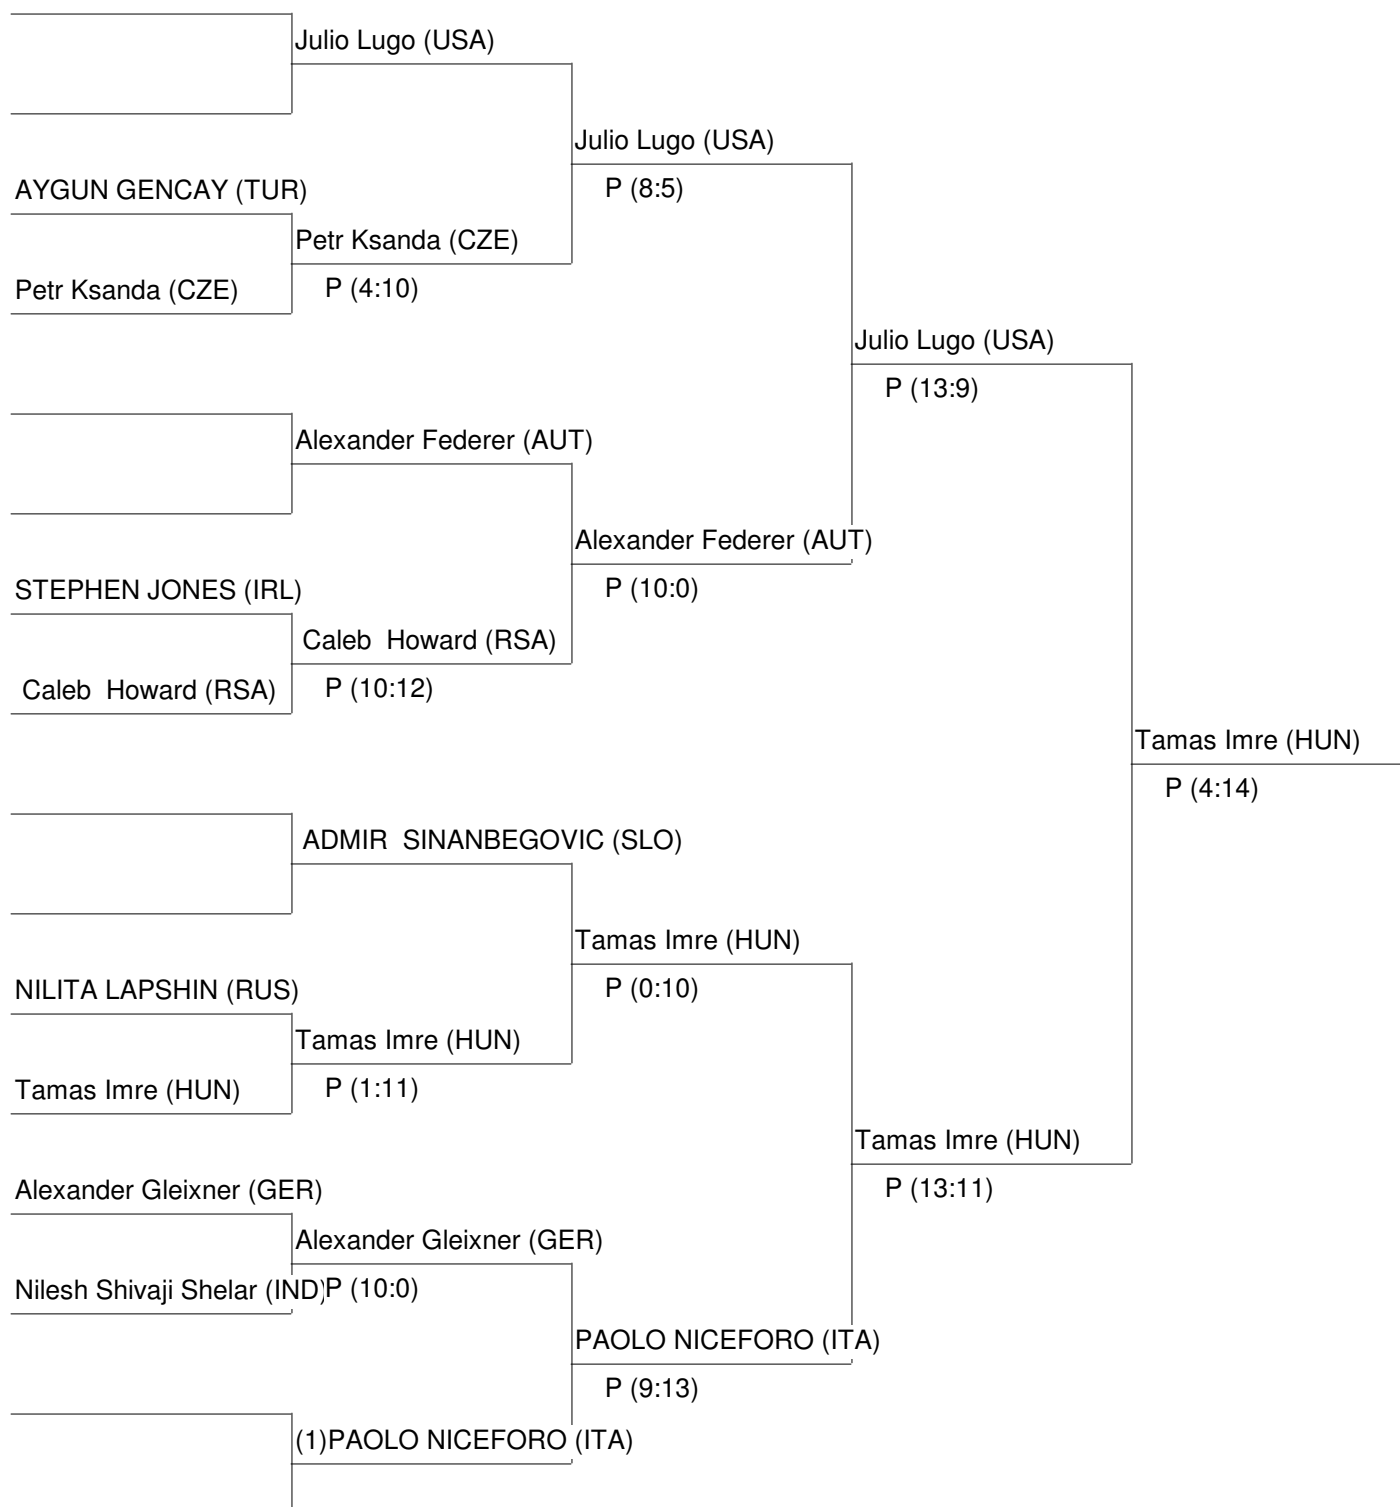 Julio Lugo (USA)
Julio Lugo (USA)
AYGUN GENCAY (TUR)
P (8:5)
Petr Ksanda (CZE)
Petr Ksanda (CZE)
P (4:10)
Julio Lugo (USA)
P (13:9)
Alexander Federer (AUT)
Alexander Federer (AUT)
STEPHEN JONES (IRL)
P (10:0)
Caleb  Howard (RSA)
Caleb  Howard (RSA)
P (10:12)
Tamas Imre (HUN)
P (4:14)
ADMIR  SINANBEGOVIC (SLO)
Tamas Imre (HUN)
NILITA LAPSHIN (RUS)
P (0:10)
Tamas Imre (HUN)
Tamas Imre (HUN)
P (1:11)
Tamas Imre (HUN)
Alexander Gleixner (GER)
P (13:11)
Alexander Gleixner (GER)
Nilesh Shivaji Shelar (IND)
P (10:0)
PAOLO NICEFORO (ITA)
P (9:13)
(1)PAOLO NICEFORO (ITA)